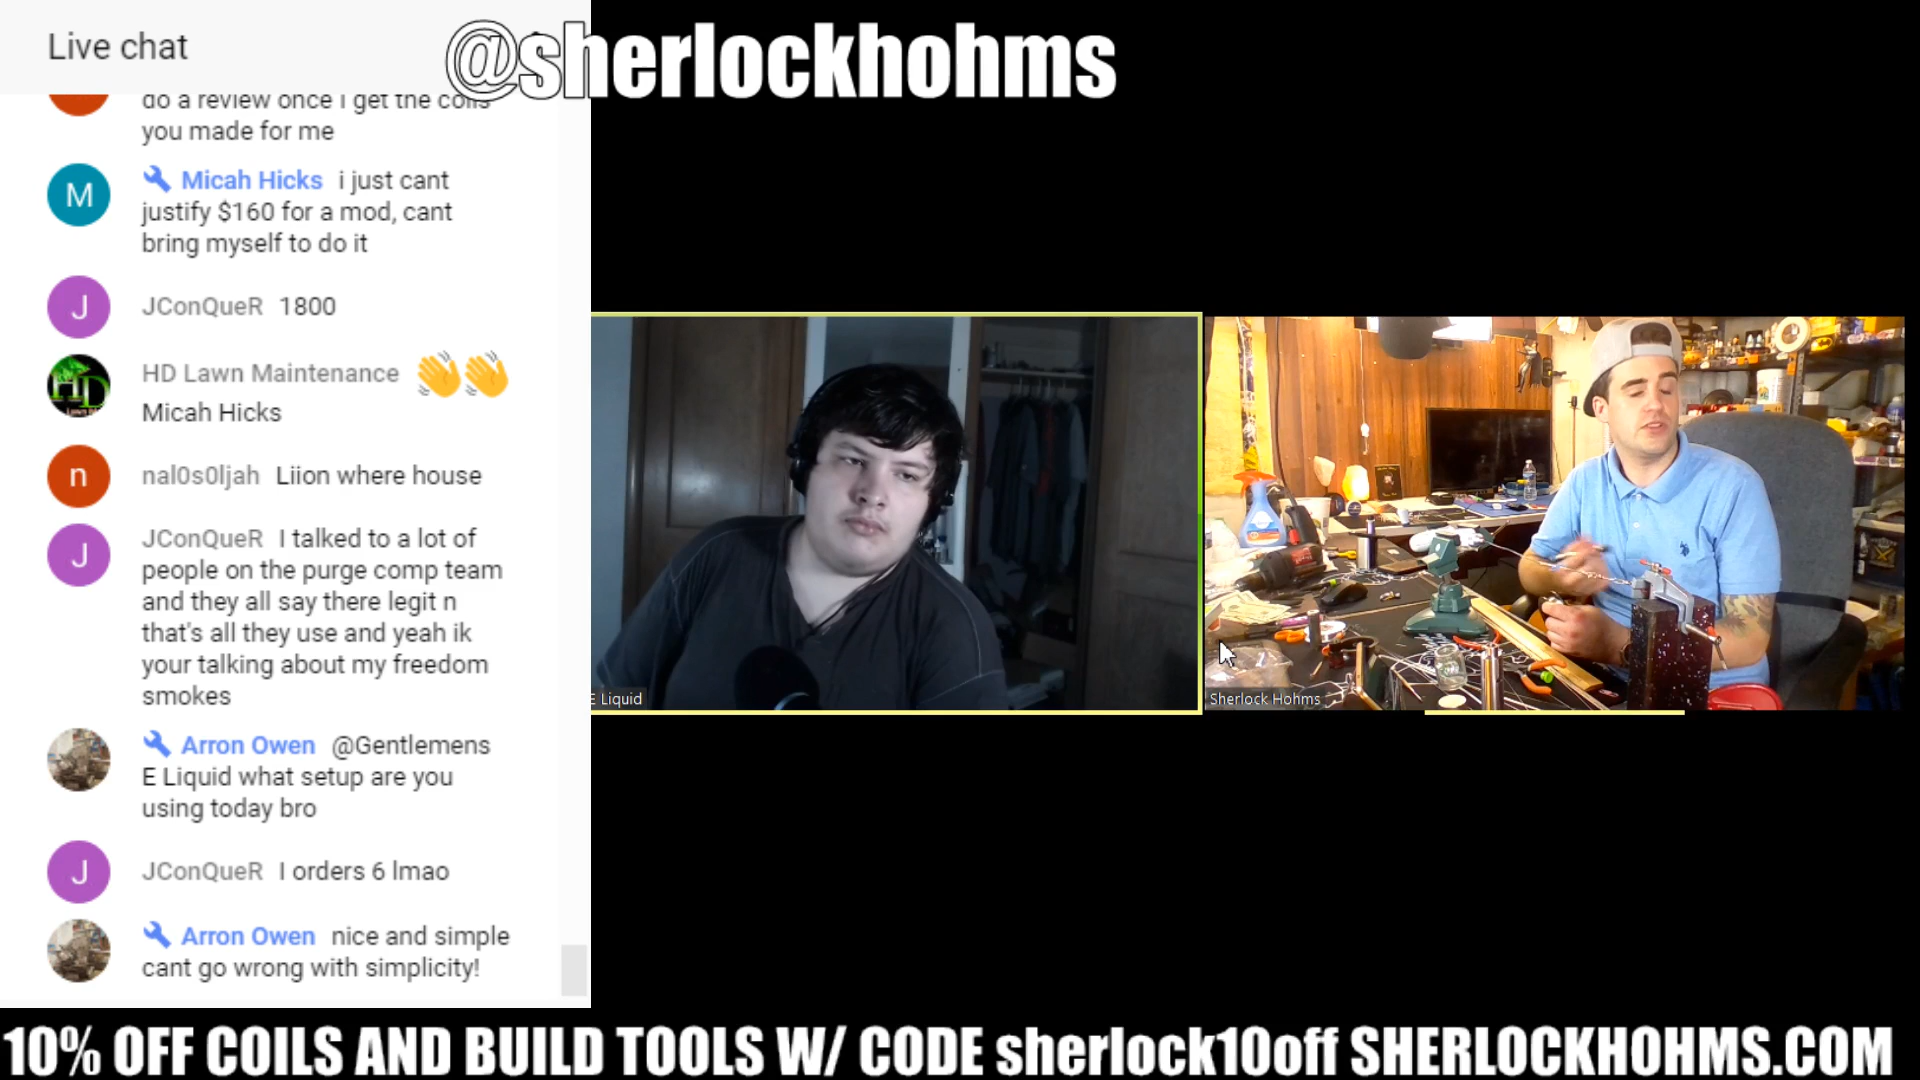 Live chat
@sherlockhohms
do a review once I get the coils
you made for me
M
Micah Hicks i just cant
justify $160 for a mod, cant
bring myself to do it
J
JConQueR 1800
HD
HD Lawn Maintenance
Micah Hicks
n
nal0s0ljah Liion where house
J
JConQueR I talked to a lot of
people on the purge comp team
and they all say there legit n
that's all they use and yeah ik
your talking about my freedom
smokes
Arron Owen @Gentlemens
E Liquid what setup are you
using today bro
J
JConQueR I orders 6 lmao
Arron Owen nice and simple
cant go wrong with simplicity!
E Liquid
Sherlock Hohms
10% OFF COILS AND BUILD TOOLS W/ CODE sherlock10off SHERLOCKHOHMS.COM